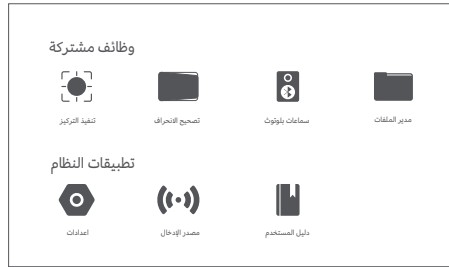 وظائف مشتركة
تنفيذ التركيز
تصحيح الانحراف
سماعات بلوتوث
مدير الملفات
تطبيقات النظام
اعدادات
مصدر الإدخال
دليل المستخدم